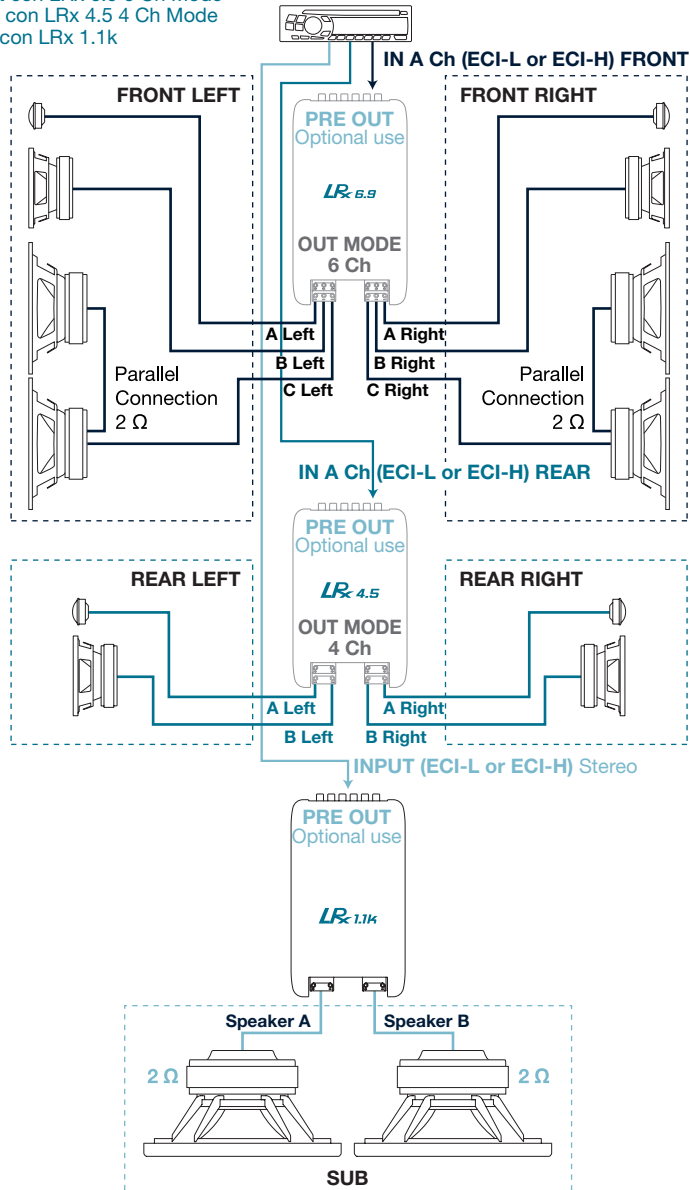 con LRx 4.5 4 Ch Mode
con LRx 1.1k
IN A Ch (ECI-L or ECI-H) FRONT
FRONT LEFT
FRONT RIGHT
PRE OUT
Optional use
LRx 6.9
OUT MODE
6 Ch
A Left
A Right
B Left
B Right
C Left
C Right
Parallel
Connection
2 Ω
Parallel
Connection
2 Ω
IN A Ch (ECI-L or ECI-H) REAR
PRE OUT
Optional use
REAR LEFT
REAR RIGHT
LRx 4.5
OUT MODE
4 Ch
A Left
A Right
B Left
B Right
INPUT (ECI-L or ECI-H) Stereo
PRE OUT
Optional use
LRx 1.1k
Speaker A
Speaker B
2 Ω
2 Ω
SUB